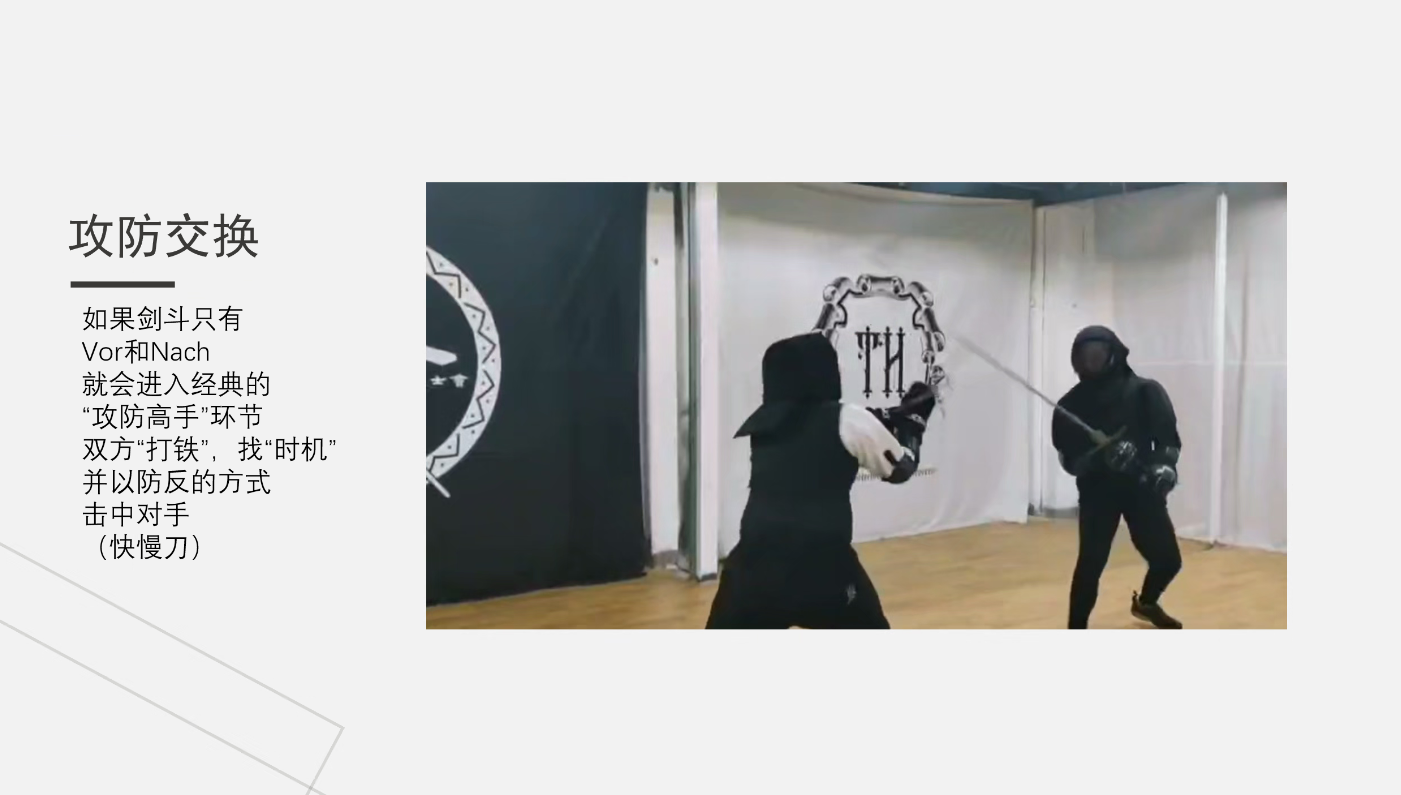 攻防交换
如果剑斗只有
Vor和Nach
就会进入经典的
“攻防高手”环节
双方“打铁”，找“时机”
并以防反的方式
击中对手
（快慢刀）
TH